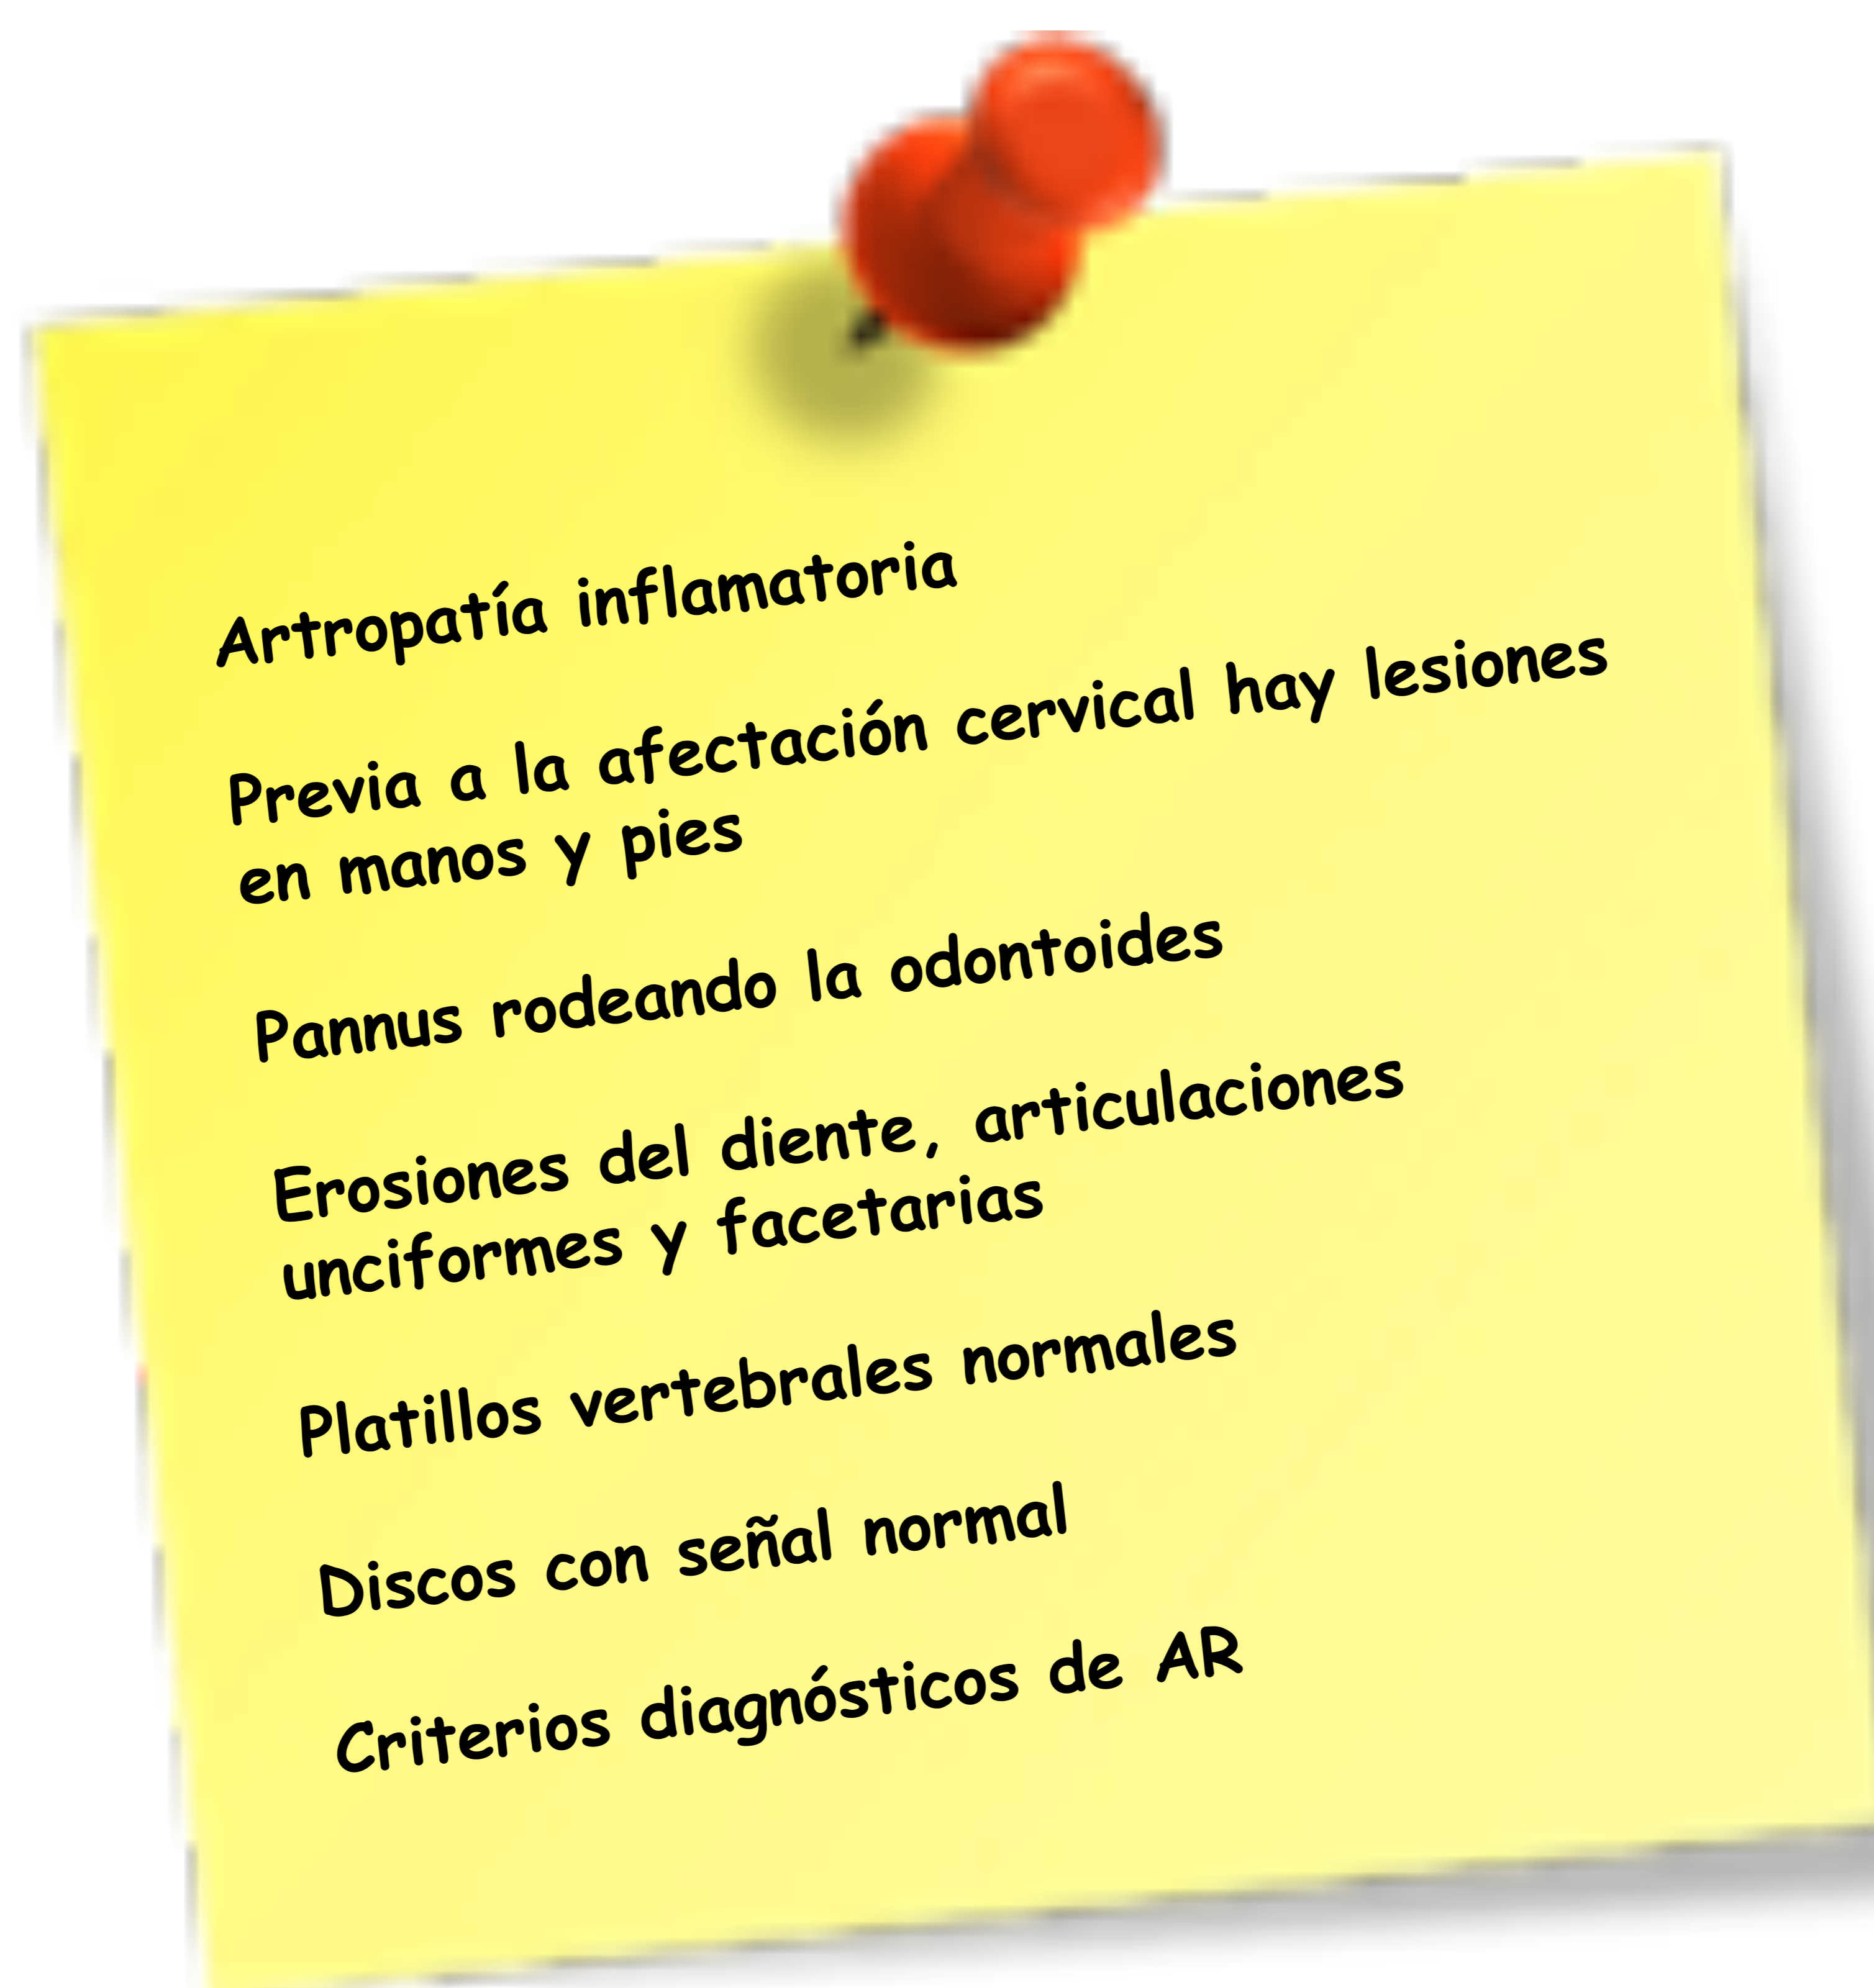 Artropatía inflamatoria
Previa a la afectación cervical hay lesiones
en manos y pies
Pannus rodeando la odontoides
Erosiones del diente, articulaciones
unciformes y facetarias
Platillos vertebrales normales
Discos con señal normal
Criterios diagnósticos de AR